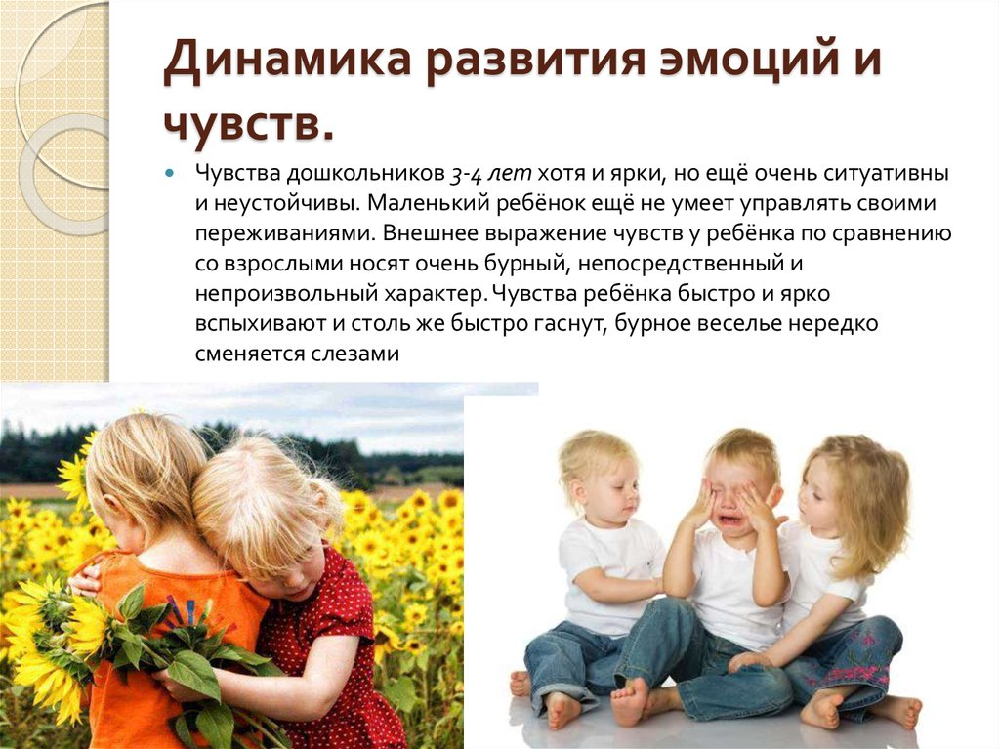 Динамика развития эмоций и
чувств.
• Чувства дошкольников 3-4 лет хотя и ярки, но ещё очень ситуативны
и неустойчивы. Маленький ребёнок ещё не умеет управлять своими
переживаниями. Внешнее выражение чувств у ребёнка по сравнению
со взрослыми носят очень бурный, непосредственный и
непроизвольный характер. Чувства ребёнка быстро и ярко
вспыхивают и столь же быстро гаснут, бурное веселье нередко
сменяется слезами